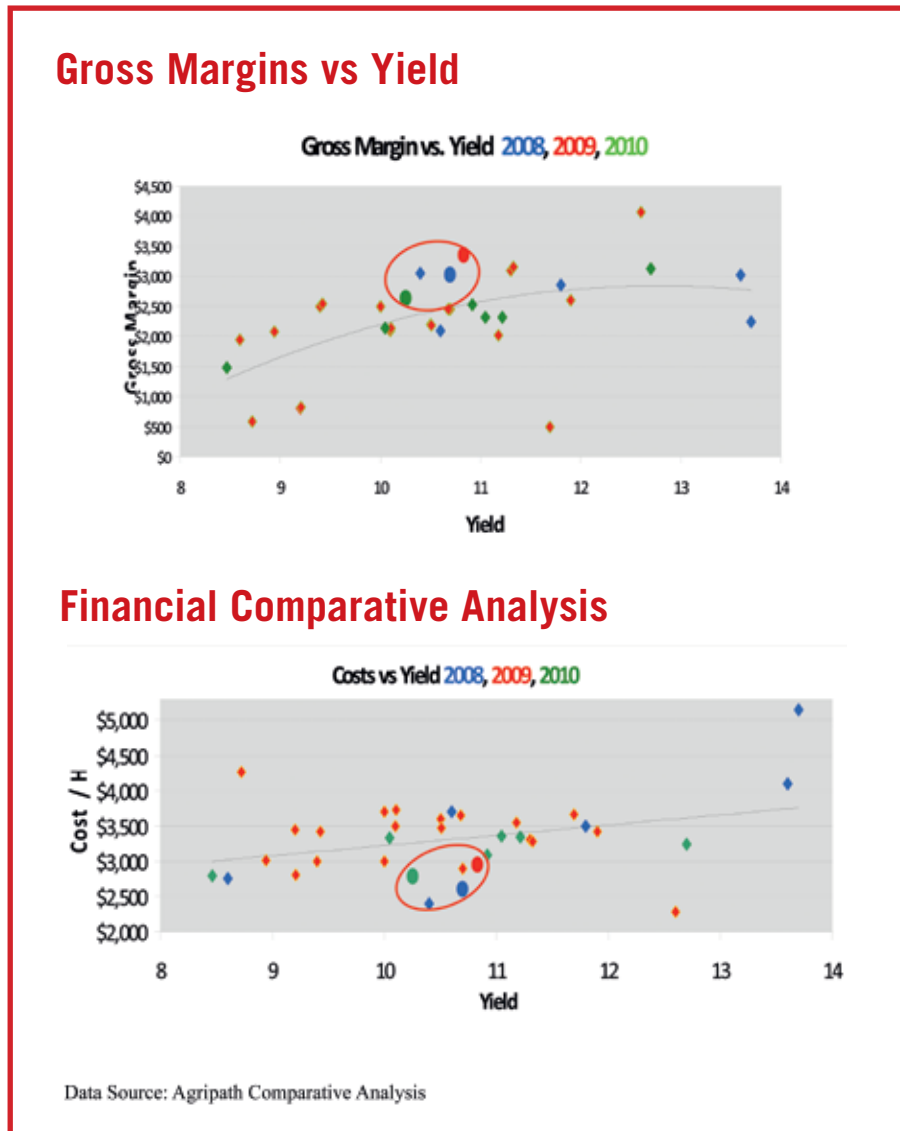 Gross Margins vs Yield
Gross Margin vs. Yield 2008, 2009, 2010
Gross Margin
$4,500
$4,000
$3,500
$3,000
$2,500
$2,000
$1,500
$1,000
$500
$0
8 9 10 11 12 13 14
Yield
Financial Comparative Analysis
Costs vs Yield 2008, 2009, 2010
Cost / H
$5,000
$4,500
$4,000
$3,500
$3,000
$2,500
$2,000
8 9 10 11 12 13 14
Yield
Data Source: Agripath Comparative Analysis